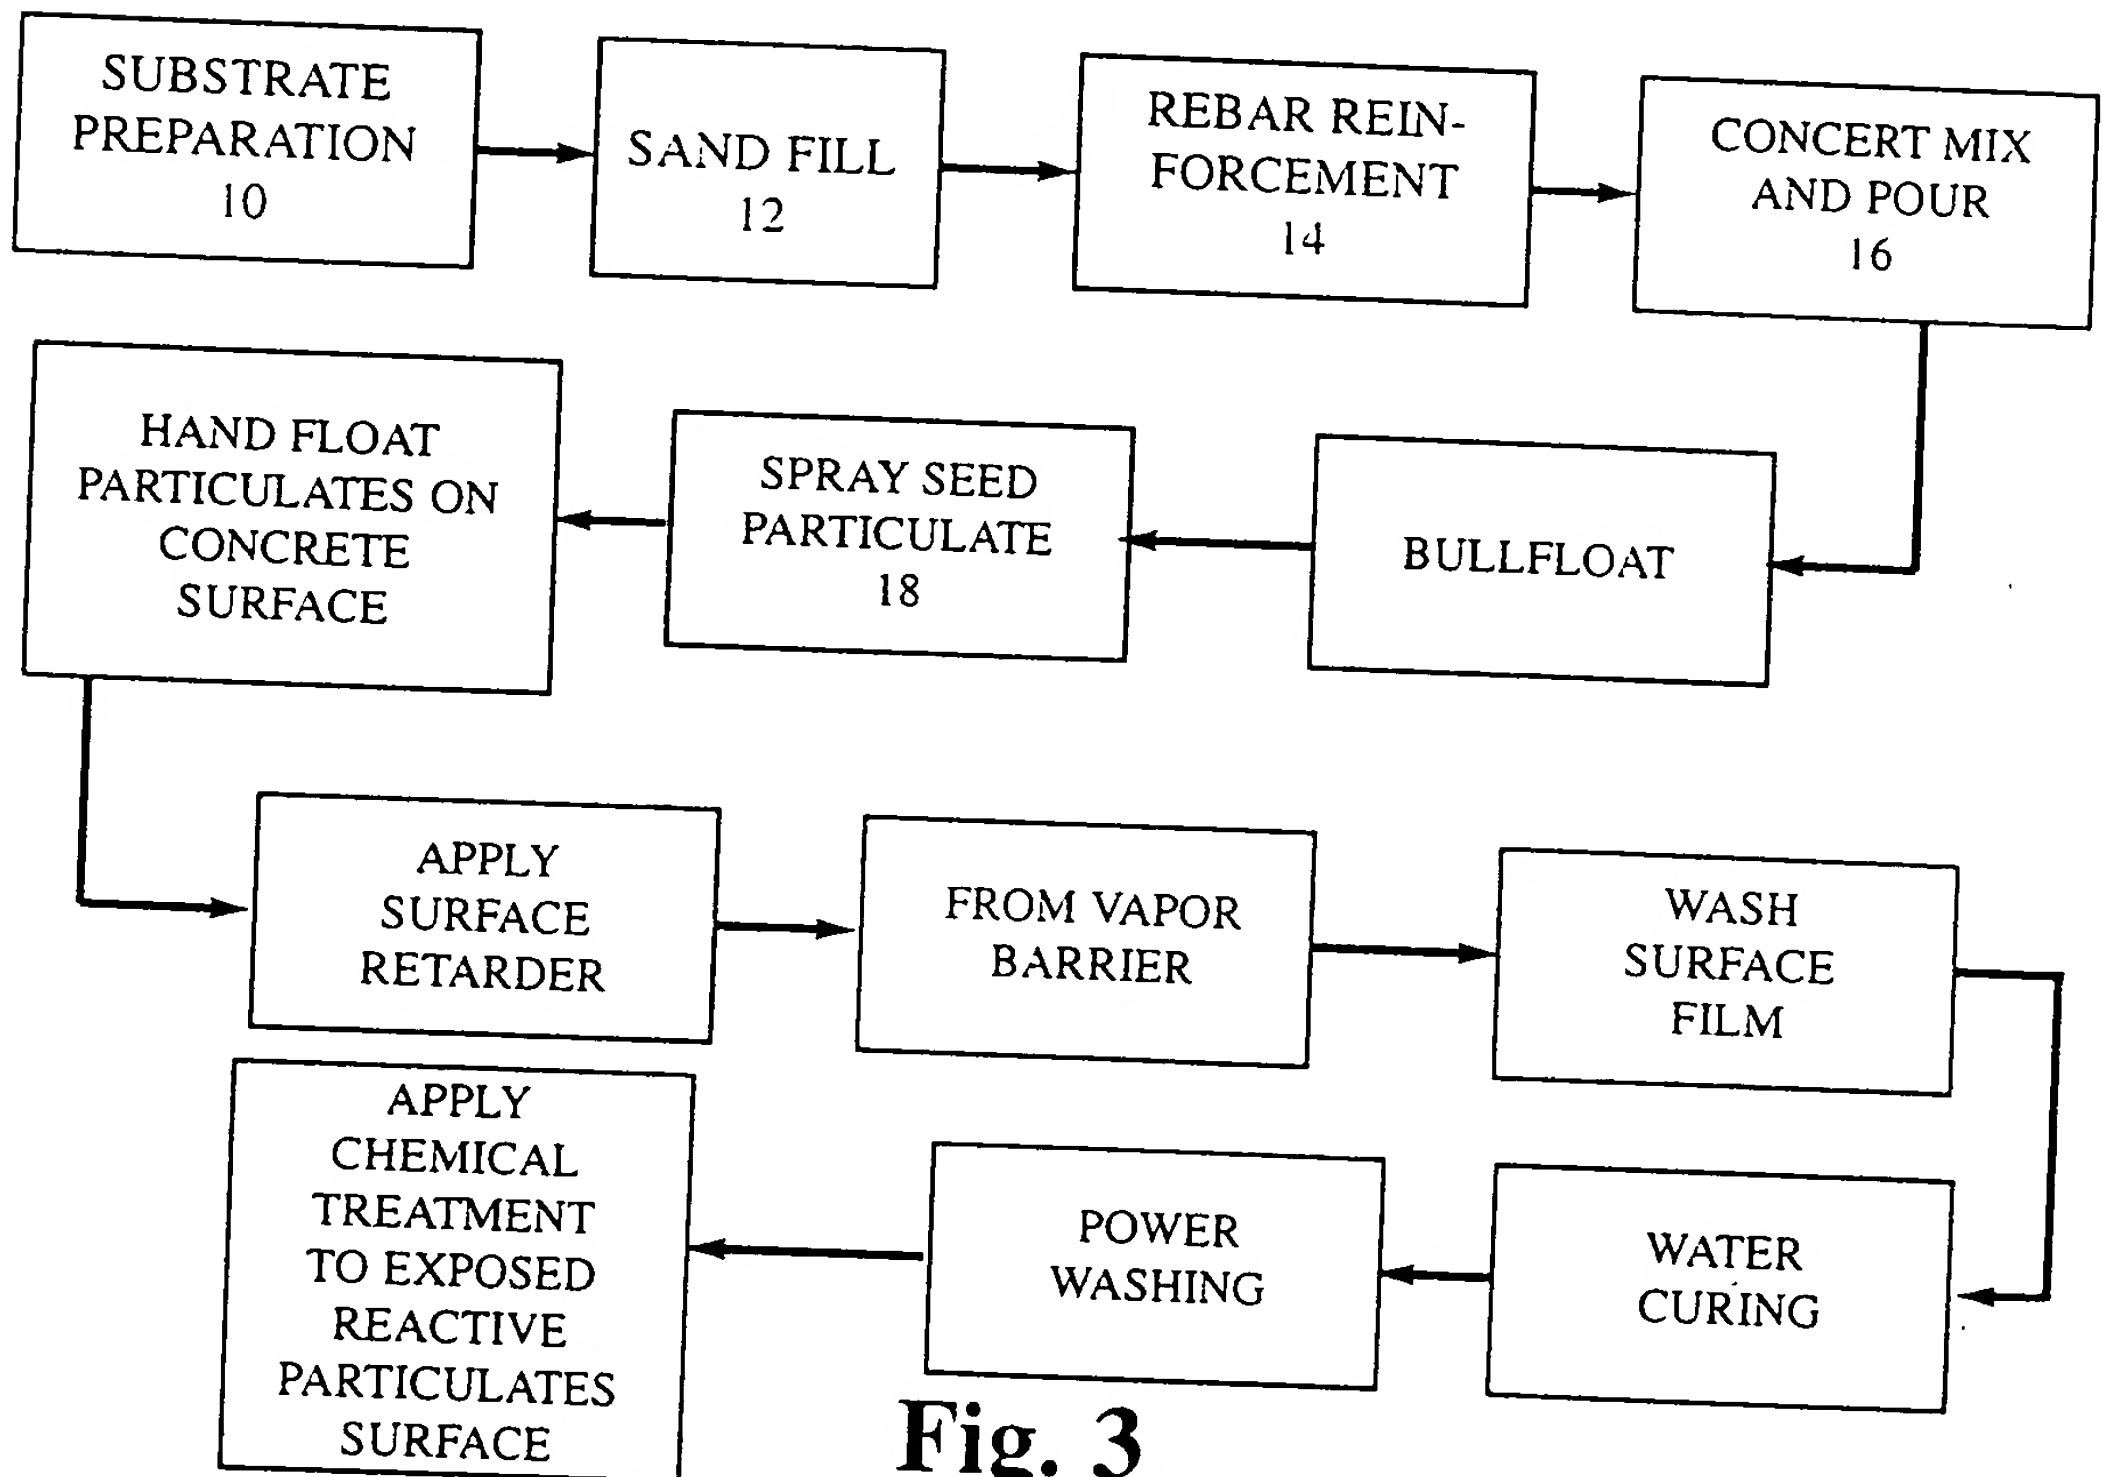 SUBSTRATE
PREPARATION
10
SAND FILL
12
REBAR REIN-
FORCEMENT
14
CONCERT MIX
AND POUR
16
BULLFLOAT
SPRAY SEED
PARTICULATE
18
HAND FLOAT
PARTICULATES ON
CONCRETE
SURFACE
APPLY
SURFACE
RETARDER
FROM VAPOR
BARRIER
WASH
SURFACE
FILM
WATER
CURING
POWER
WASHING
APPLY
CHEMICAL
TREATMENT
TO EXPOSED
REACTIVE
PARTICULATES
SURFACE
Fig. 3